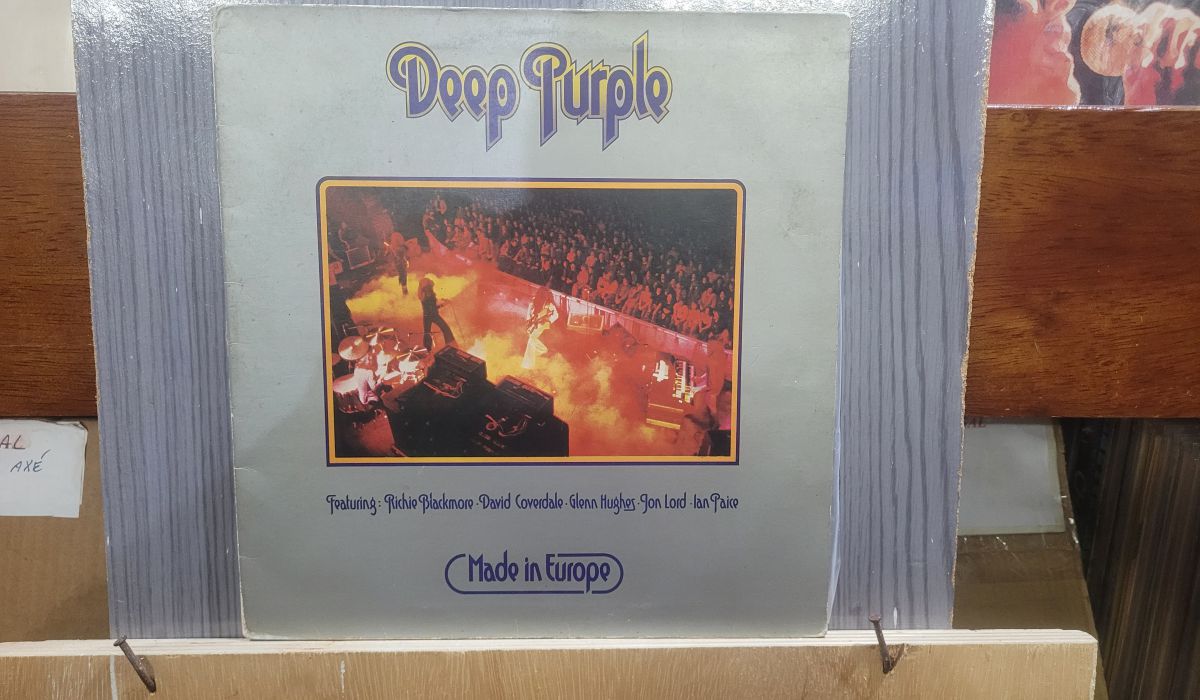 Deep Purple
Featuring: Richie Blackmore · David Coverdale · Glenn Hughes · Jon Lord · Ian Paice
Made in Europe
AL
AXÉ